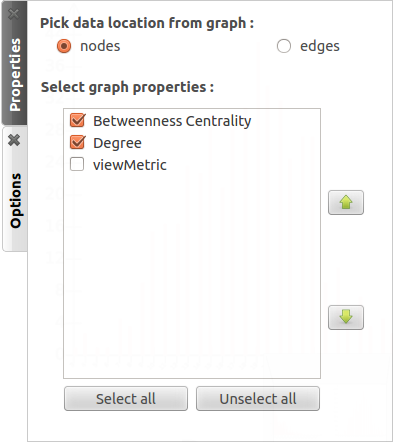 Pick data location from graph :
nodes edges
Select graph properties :
Betweenness Centrality
Degree
viewMetric
Select all Unselect all
Properties
Options